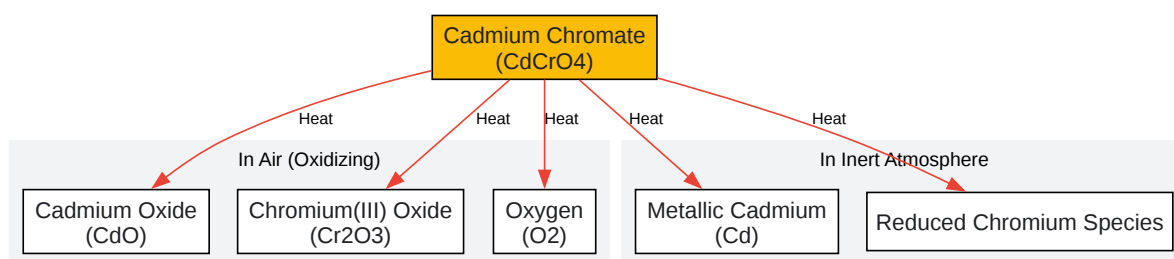 Cadmium Chromate
(CdCrO4)
Heat
Heat
Heat
Heat
Heat
In Air (Oxidizing)
In Inert Atmosphere
Cadmium Oxide
(CdO)
Chromium(III) Oxide
(Cr2O3)
Oxygen
(O2)
Metallic Cadmium
(Cd)
Reduced Chromium Species